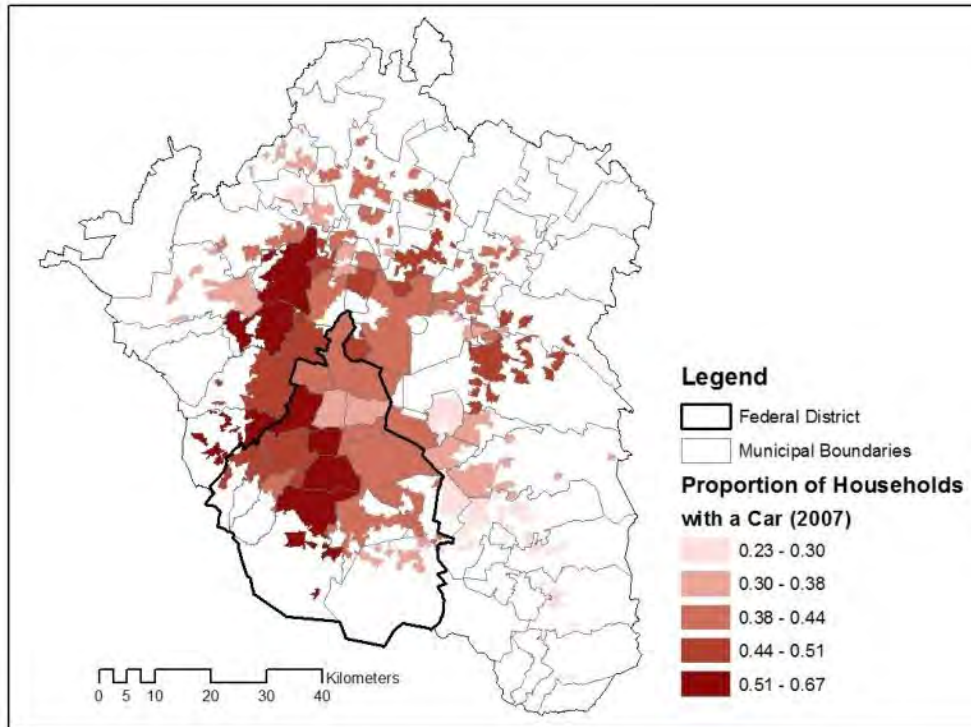 Legend
Federal District
Municipal Boundaries
Proportion of Households
with a Car (2007)
0.23 - 0.30
0.30 - 0.38
0.38 - 0.44
0.44 - 0.51
0.51 - 0.67
Kilometers
0 5 10 20 30 40